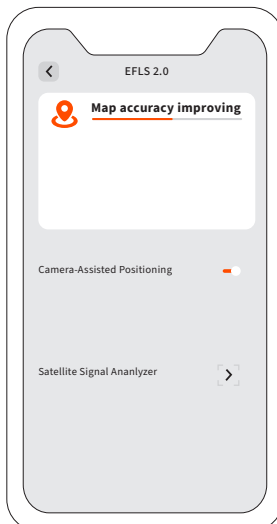 EFLS 2.0
Map accuracy improving
Camera-Assisted Positioning
Satellite Signal Ananlyzer